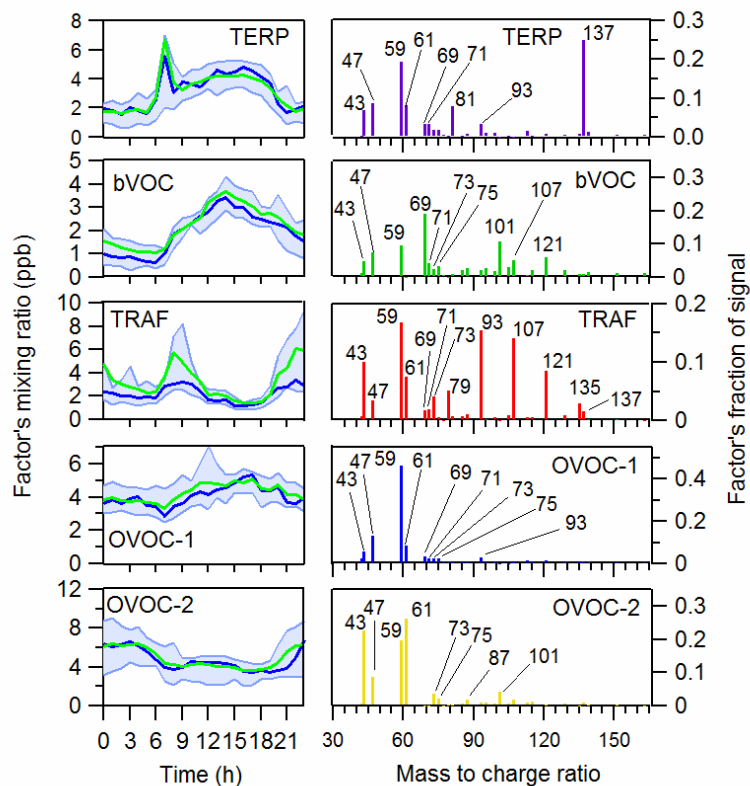 Factor's mixing ratio (ppb)
8
6
4
2
0
TERP
5
4
3
2
1
0
bVOC
10
8
6
4
2
0
TRAF
6
4
2
0
OVOC-1
12
8
4
0
OVOC-2
0 3 6 9 12 15 18 21
Time (h)
TERP
43 47 59 61 69 71 81 93 137
0.3
0.2
0.1
0
bVOC
43 47 59 69 71 73 75 101 107 121
0.3
0.2
0.1
0
TRAF
43 47 59 61 69 71 73 79 93 107 121 135 137
0.2
0.1
0
OVOC-1
43 47 59 61 69 71 73 75 93
0.4
0.2
0
OVOC-2
43 47 59 61 73 75 87 101
0.3
0.2
0.1
0
30 60 90 120 150
Mass to charge ratio
Factor's fraction of signal